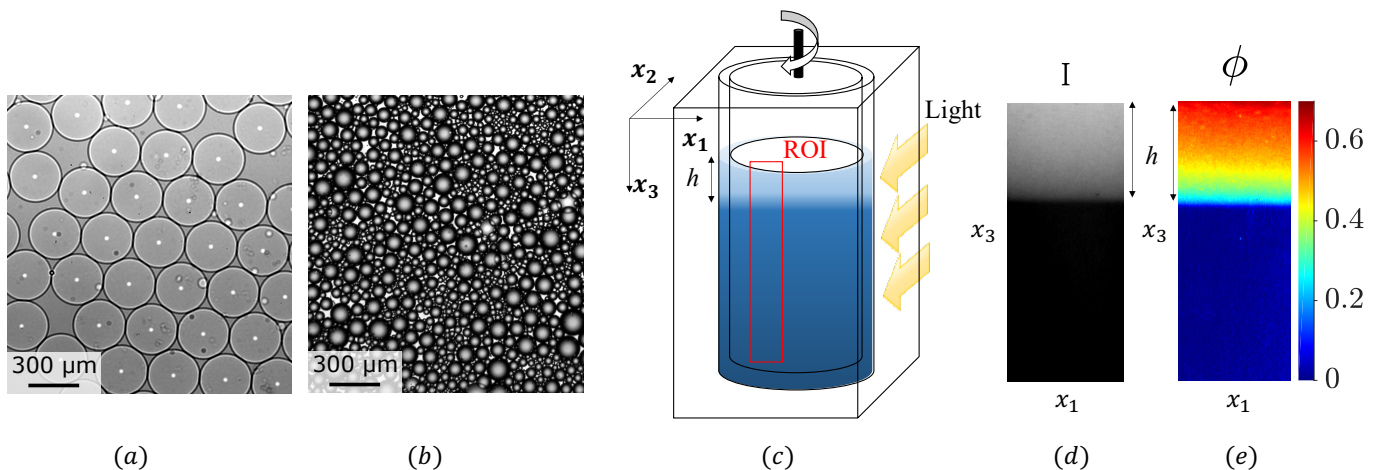 300 μm
(a)
300 μm
(b)
x₂
x₁
x₃
h
ROI
Light
(c)
I
h
x₃
x₁
(d)
ϕ
h
x₃
x₁
0.6
0.4
0.2
0
(e)